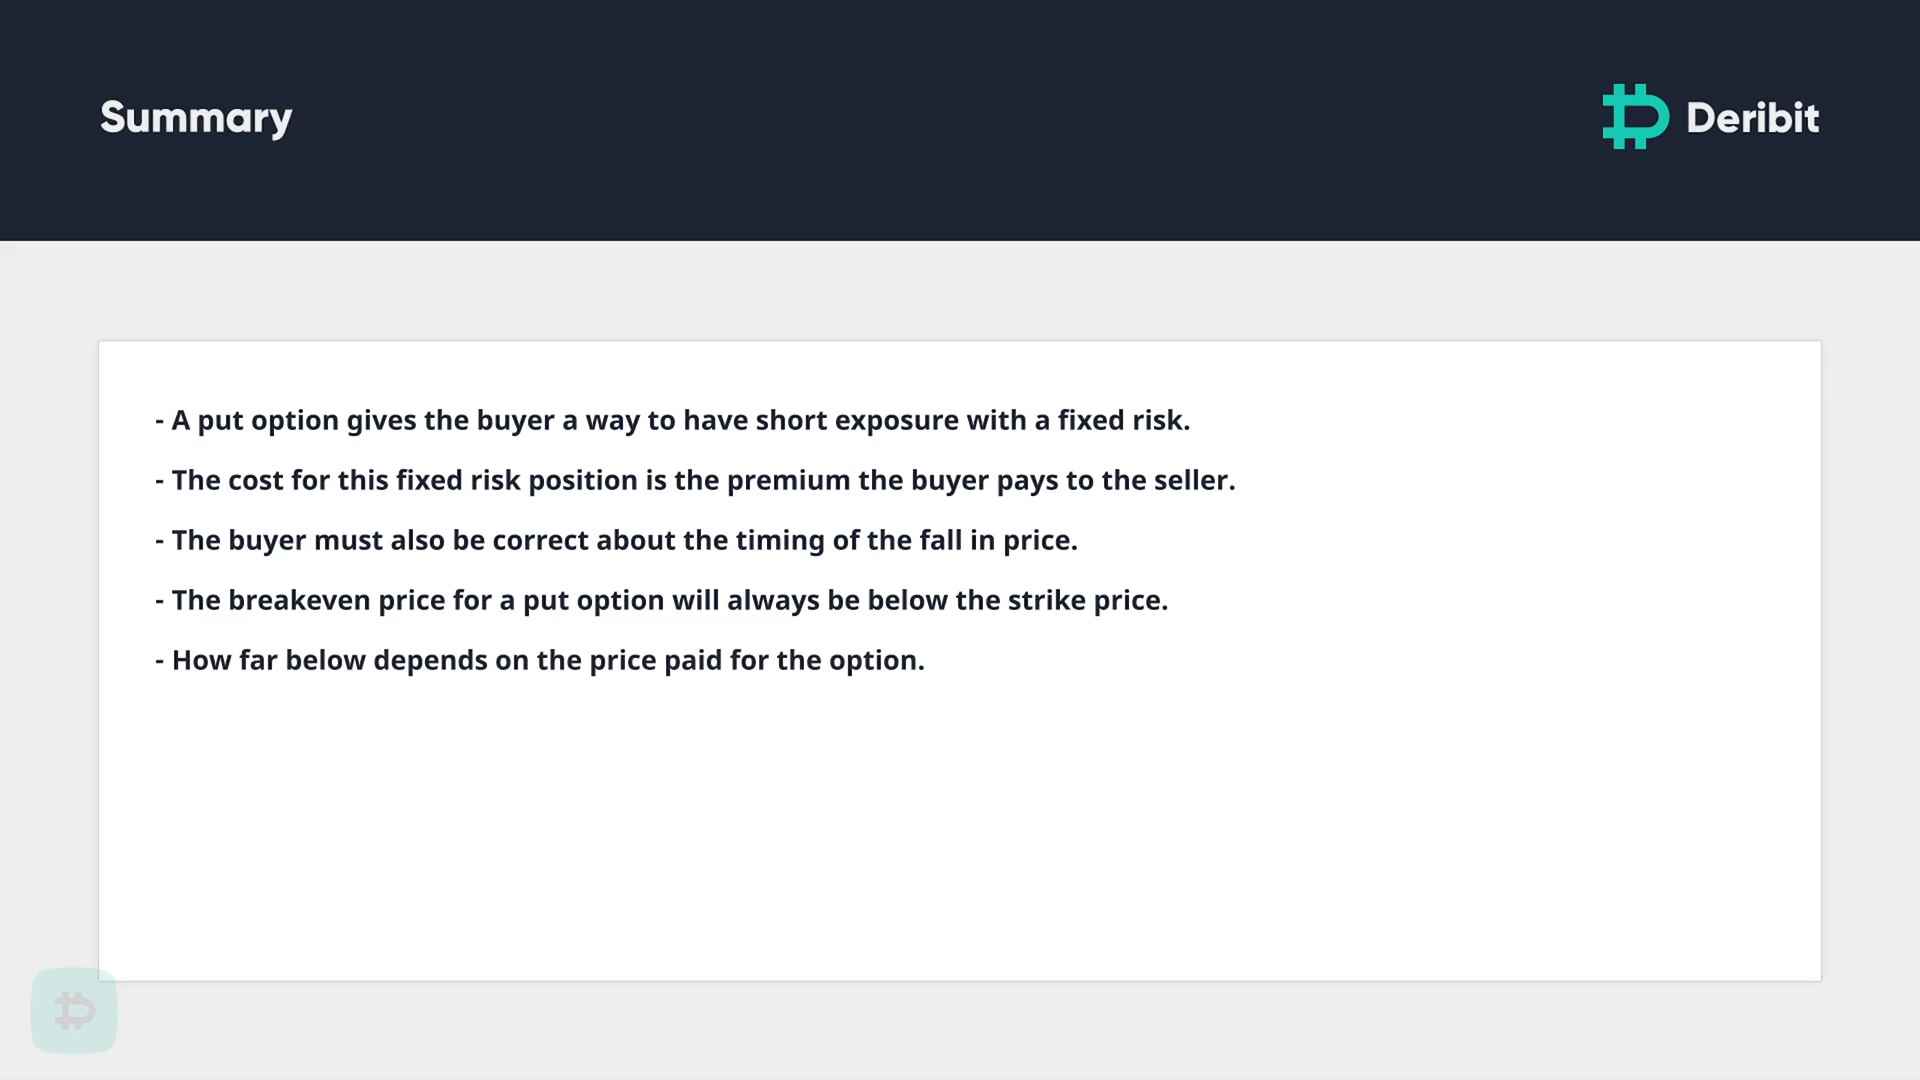 Summary
Deribit
- A put option gives the buyer a way to have short exposure with a fixed risk.
- The cost for this fixed risk position is the premium the buyer pays to the seller.
- The buyer must also be correct about the timing of the fall in price.
- The breakeven price for a put option will always be below the strike price.
- How far below depends on the price paid for the option.